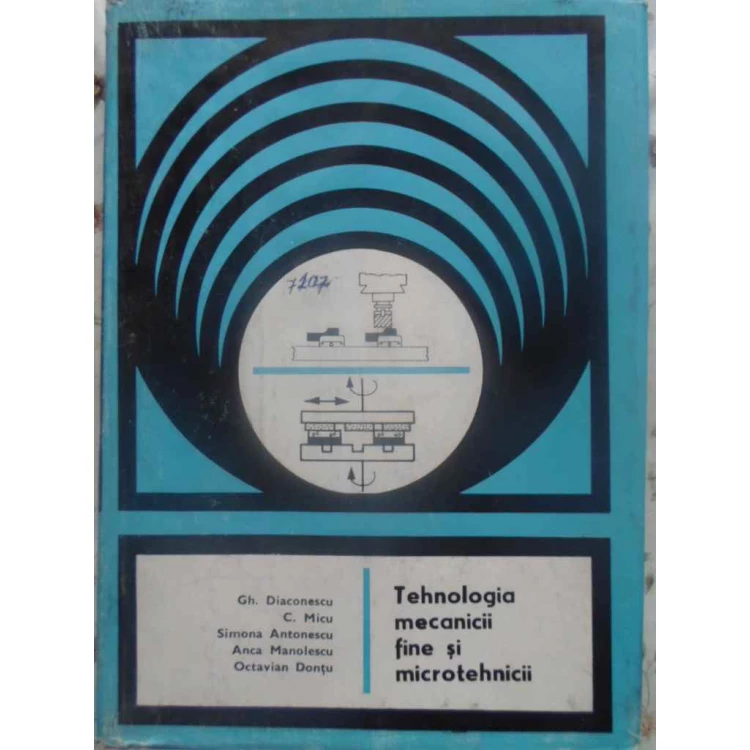 7207
Gh. Diaconescu
C. Micu
Simona Antonescu
Anca Manolescu
Octavian Donțu
Tehnologia
mecanicii
fine și
microtehnicii